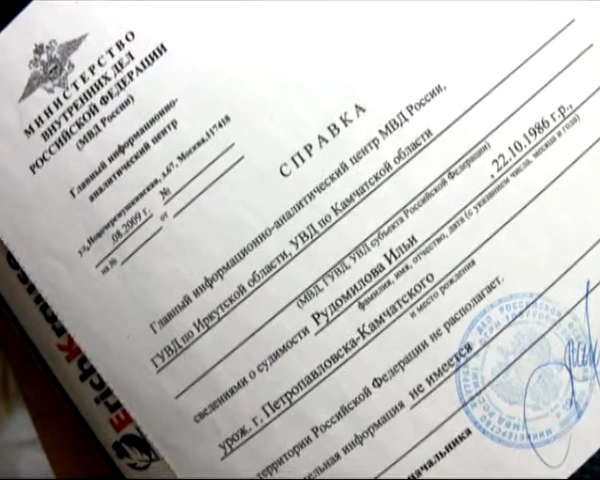 МИНИСТЕРСТВО
ВНУТРЕННИХ ДЕЛ
РОССИЙСКОЙ ФЕДЕРАЦИИ
(МВД России)
Главный информационно-
аналитический центр
ул. Новочеремушкинская, д.67, Москва, 117418
.08.2009 г. №
на № от
СПРАВКА
Главный информационно-аналитический центр МВД России,
ГУВД по Иркутской области, УВД по Камчатской области
(МВД, ГУВД, УВД субъекта Российской Федерации)
сведениями о судимости Рудомилова Ильи , 22.10.1986 г.р.,
фамилия, имя, отчество, дата (с указанием числа, месяца и года)
урож. г. Петропавловска-Камчатского
и место рождения
территории Российской Федерации не располагает.
тельная информация не имеется
начальника
ErichKrause